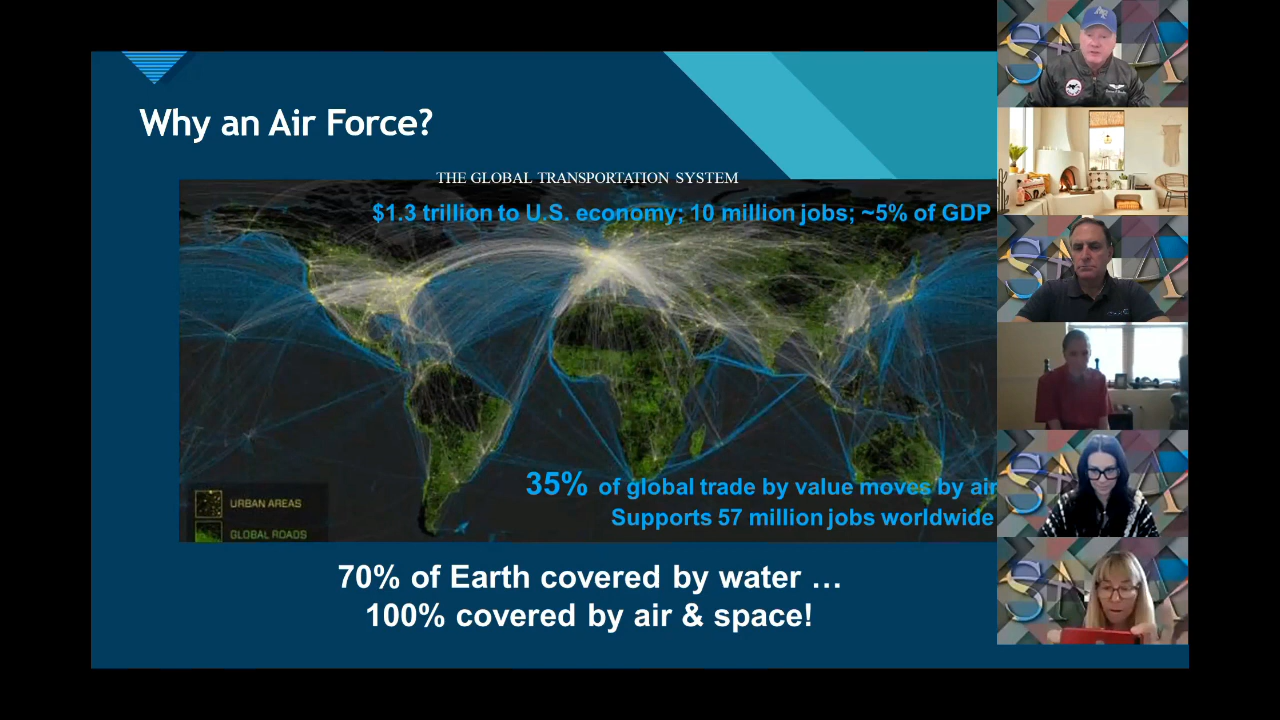 Why an Air Force?
THE GLOBAL TRANSPORTATION SYSTEM
$1.3 trillion to U.S. economy; 10 million jobs; ~5% of GDP
35% of global trade by value moves by air
Supports 57 million jobs worldwide
URBAN AREAS
GLOBAL ROADS
70% of Earth covered by water …
100% covered by air & space!